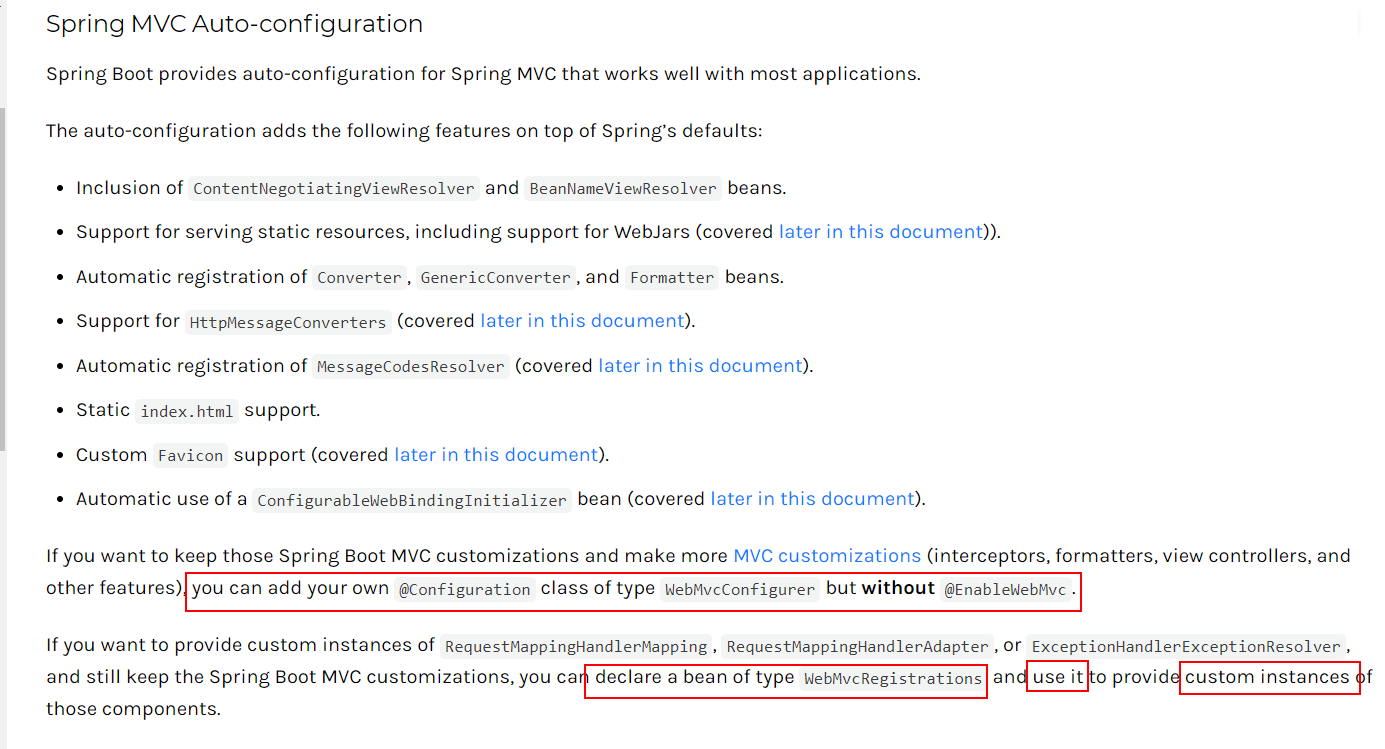 Spring MVC Auto-configuration
Spring Boot provides auto-configuration for Spring MVC that works well with most applications.
The auto-configuration adds the following features on top of Spring’s defaults:
• Inclusion of ContentNegotiatingViewResolver and BeanNameViewResolver beans.
• Support for serving static resources, including support for WebJars (covered later in this document)).
• Automatic registration of Converter, GenericConverter, and Formatter beans.
• Support for HttpMessageConverters (covered later in this document).
• Automatic registration of MessageCodesResolver (covered later in this document).
• Static index.html support.
• Custom Favicon support (covered later in this document).
• Automatic use of a ConfigurableWebBindingInitializer bean (covered later in this document).
If you want to keep those Spring Boot MVC customizations and make more MVC customizations (interceptors, formatters, view controllers, and
other features), you can add your own @Configuration class of type WebMvcConfigurer but without @EnableWebMvc.
If you want to provide custom instances of RequestMappingHandlerMapping, RequestMappingHandlerAdapter, or ExceptionHandlerExceptionResolver,
and still keep the Spring Boot MVC customizations, you can declare a bean of type WebMvcRegistrations and use it to provide custom instances of
those components.